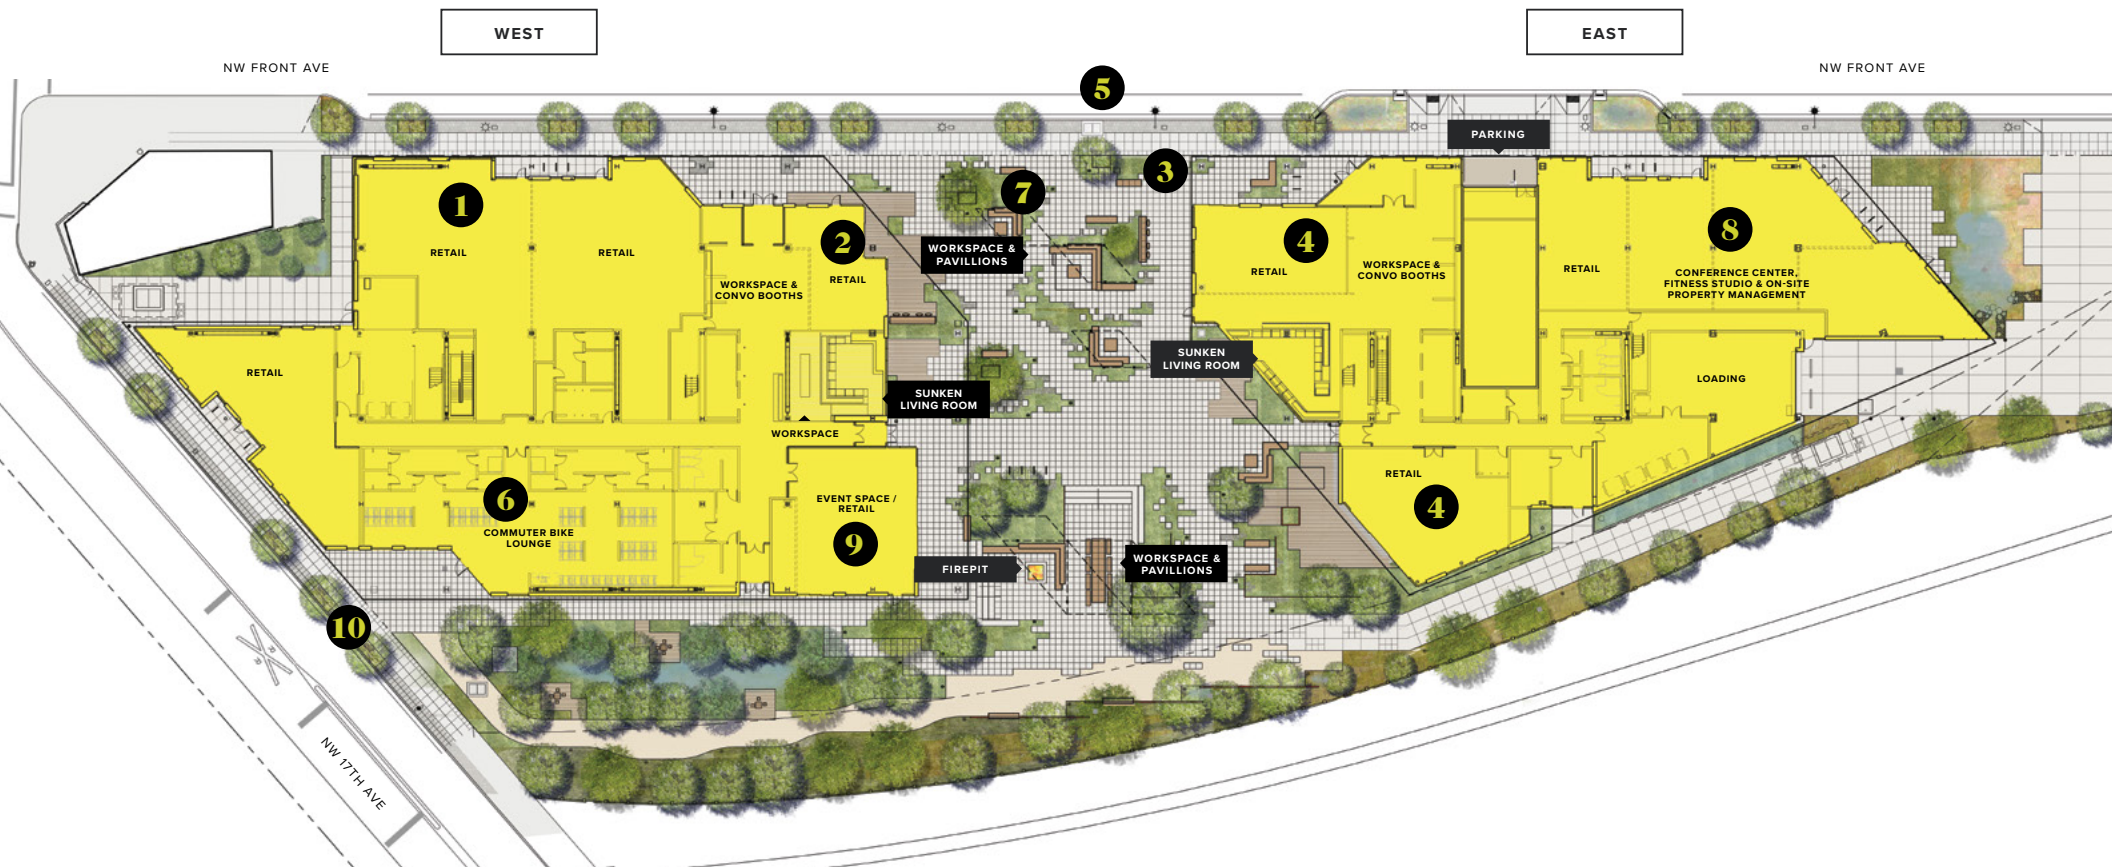 WEST
EAST
NW FRONT AVE
NW FRONT AVE
5
PARKING
3
7
1
2
4
8
RETAIL
RETAIL
WORKSPACE &
CONVO BOOTHS
RETAIL
WORKSPACE &
PAVILLIONS
RETAIL
WORKSPACE &
CONVO BOOTHS
RETAIL
CONFERENCE CENTER,
FITNESS STUDIO & ON-SITE
PROPERTY MANAGEMENT
SUNKEN
LIVING ROOM
RETAIL
LOADING
SUNKEN
LIVING ROOM
WORKSPACE
RETAIL
4
6
COMMUTER BIKE
LOUNGE
EVENT SPACE /
RETAIL
9
FIREPIT
WORKSPACE &
PAVILLIONS
10
NW 17TH AVE